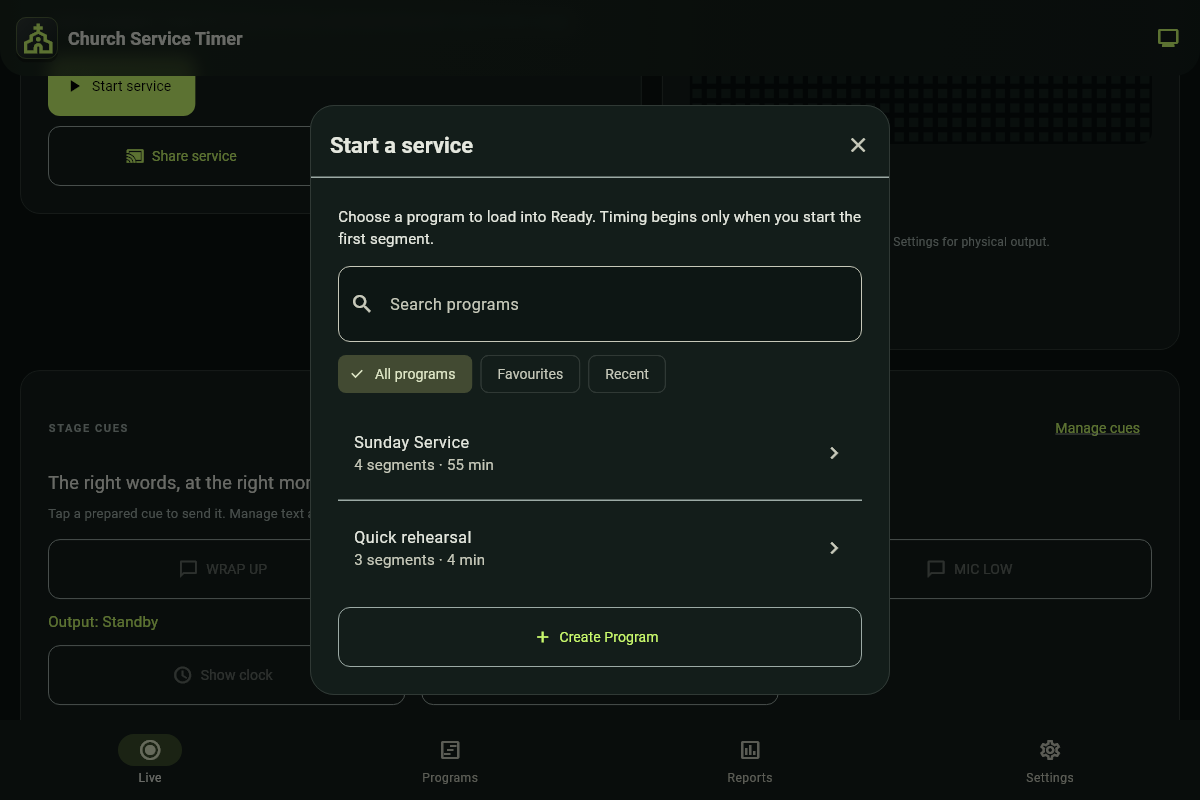 Church Service Timer
Start service
Share service
Settings for physical output.
Start a service
Choose a program to load into Ready. Timing begins only when you start the
first segment.
Search programs
All programs
Favourites
Recent
Sunday Service
4 segments · 55 min
Quick rehearsal
3 segments · 4 min
Create Program
STAGE CUES
Manage cues
The right words, at the right
Tap a prepared cue to send it. Manage text
WRAP UP
MIC LOW
Output: Standby
Show clock
Live
Programs
Reports
Settings